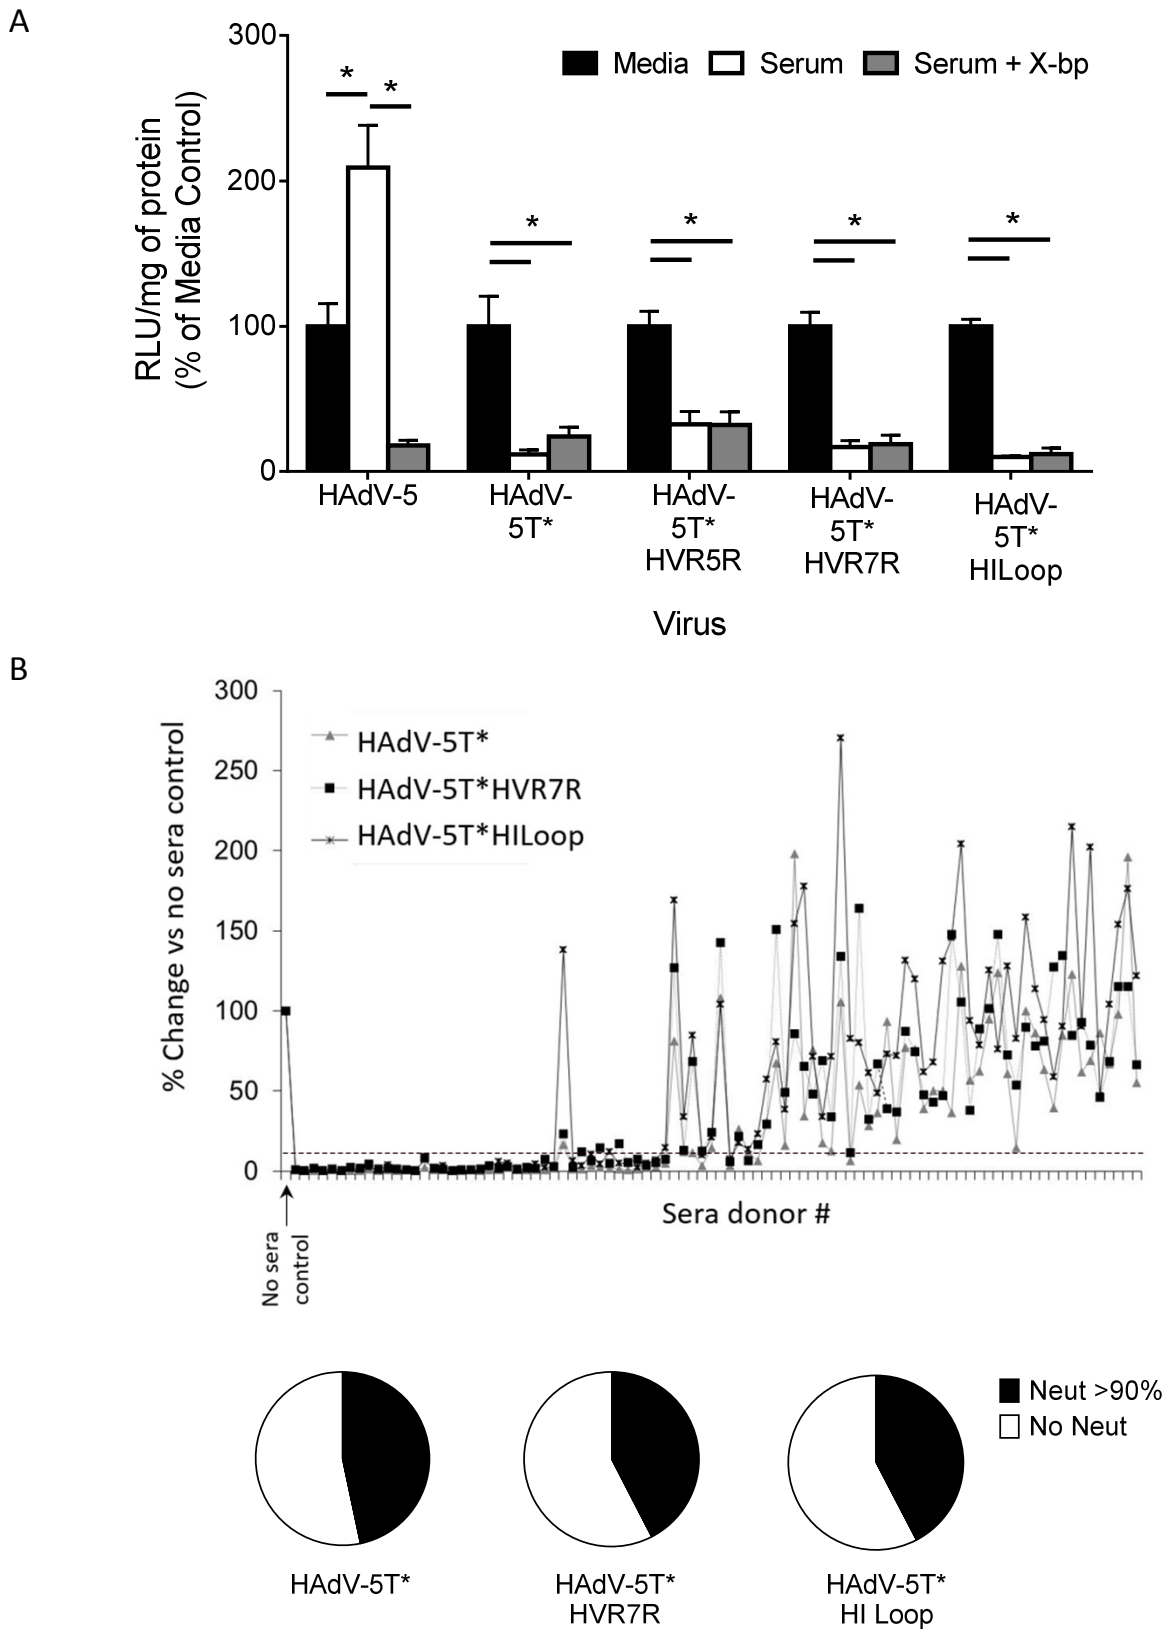 A
300
200
100
0
RLU/mg of protein
(% of Media Control)
Media Serum Serum + X-bp
* *
* * * *
HAdV-5
HAdV-
5T*
HAdV-
5T*
HVR5R
HAdV-
5T*
HVR7R
HAdV-
5T*
HILoop
Virus
B
300
250
200
150
100
50
0
% Change vs no sera control
HAdV-5T*
HAdV-5T*HVR7R
HAdV-5T*HILoop
Sera donor #
No sera
control
Neut >90%
No Neut
HAdV-5T*
HAdV-5T*
HVR7R
HAdV-5T*
HI Loop